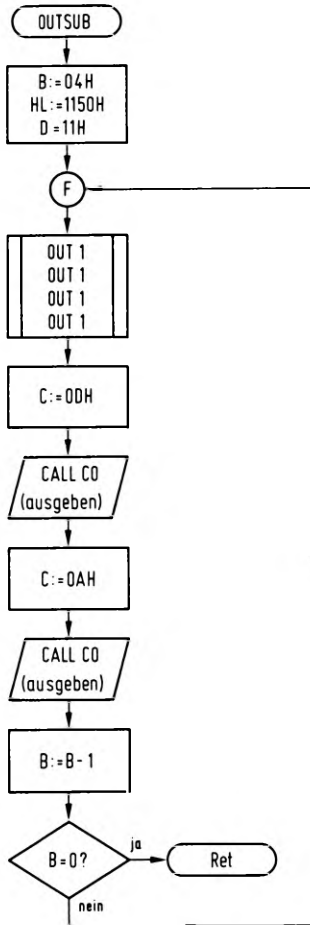 OUTSUB
B:=04H
HL:=1150H
D=11H
F
OUT 1
OUT 1
OUT 1
OUT 1
C:=0DH
CALL CO
(ausgeben)
C:=0AH
CALL CO
(ausgeben)
B:=B-1
B=0?
ja
Ret
nein